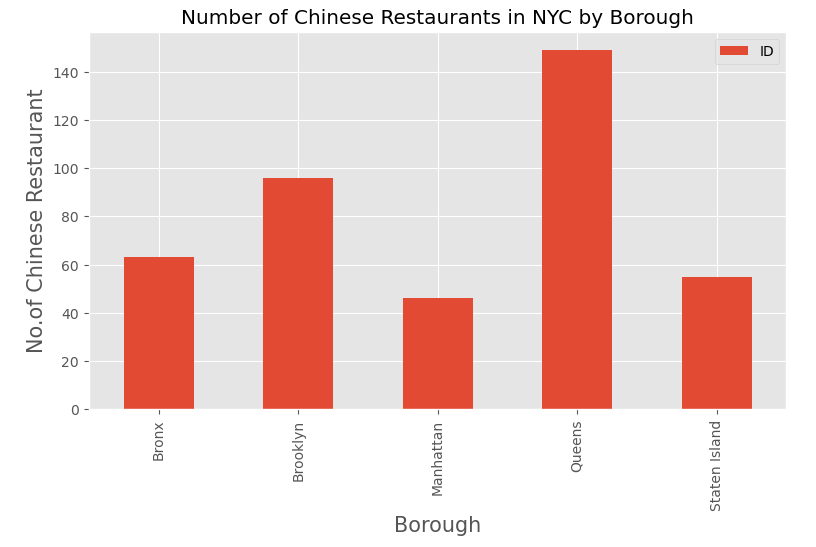 Number of Chinese Restaurants in NYC by Borough
ID
No.of Chinese Restaurant
140
120
100
80
60
40
20
0
Bronx
Brooklyn
Manhattan
Queens
Staten Island
Borough